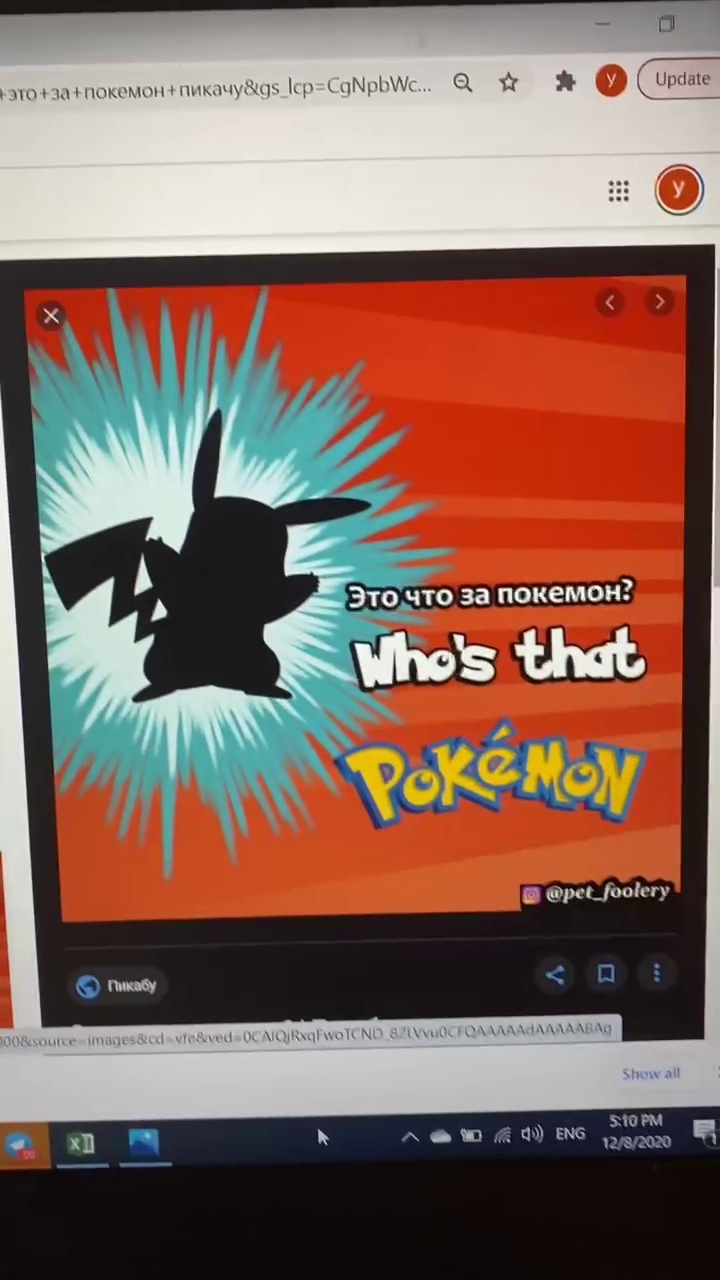 +это+за+покемон+пикачу&gs_lcp=CgNpbWc...
y
Update
y
Это что за покемон?
Who's that
POKéMON
@pet_foolery
Пикабу
Show all
ENG
5:10 PM
12/8/2020